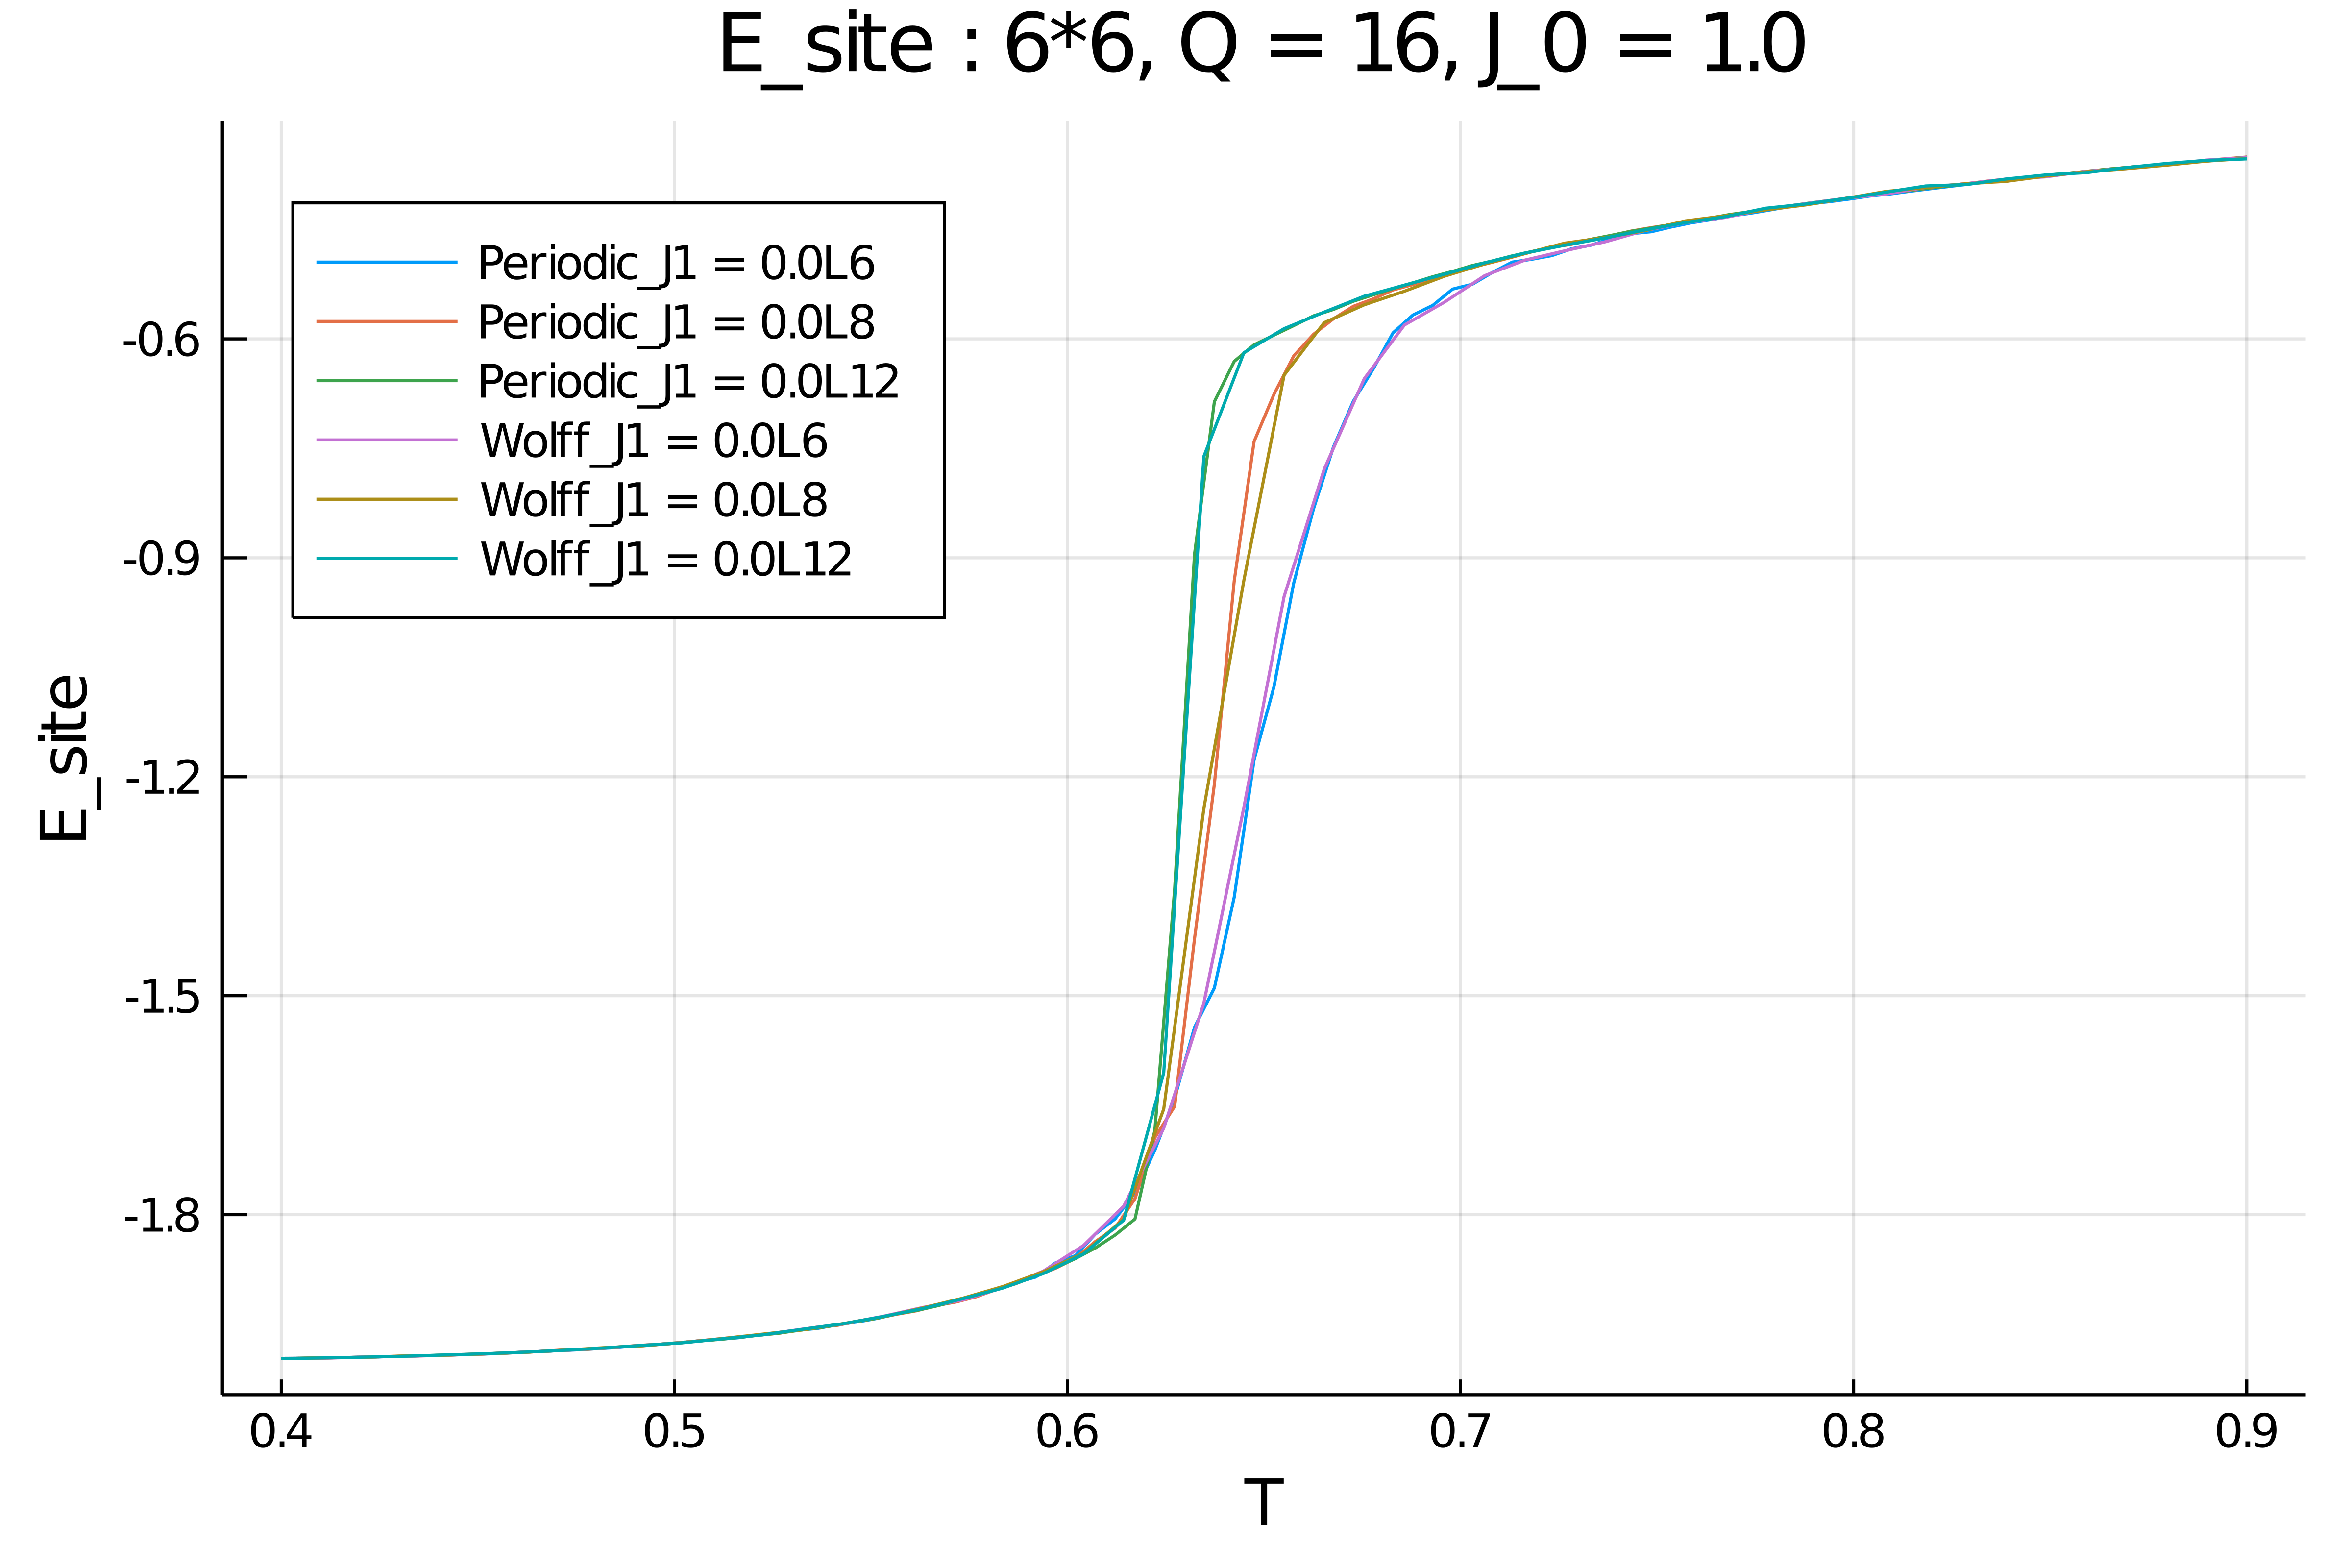 E_site : 6*6, Q = 16, J_0 = 1.0
Periodic_J1 = 0.0L6
Periodic_J1 = 0.0L8
Periodic_J1 = 0.0L12
Wolff_J1 = 0.0L6
Wolff_J1 = 0.0L8
Wolff_J1 = 0.0L12
-0.6
-0.9
-1.2
-1.5
-1.8
E_site
0.4 0.5 0.6 0.7 0.8 0.9
T